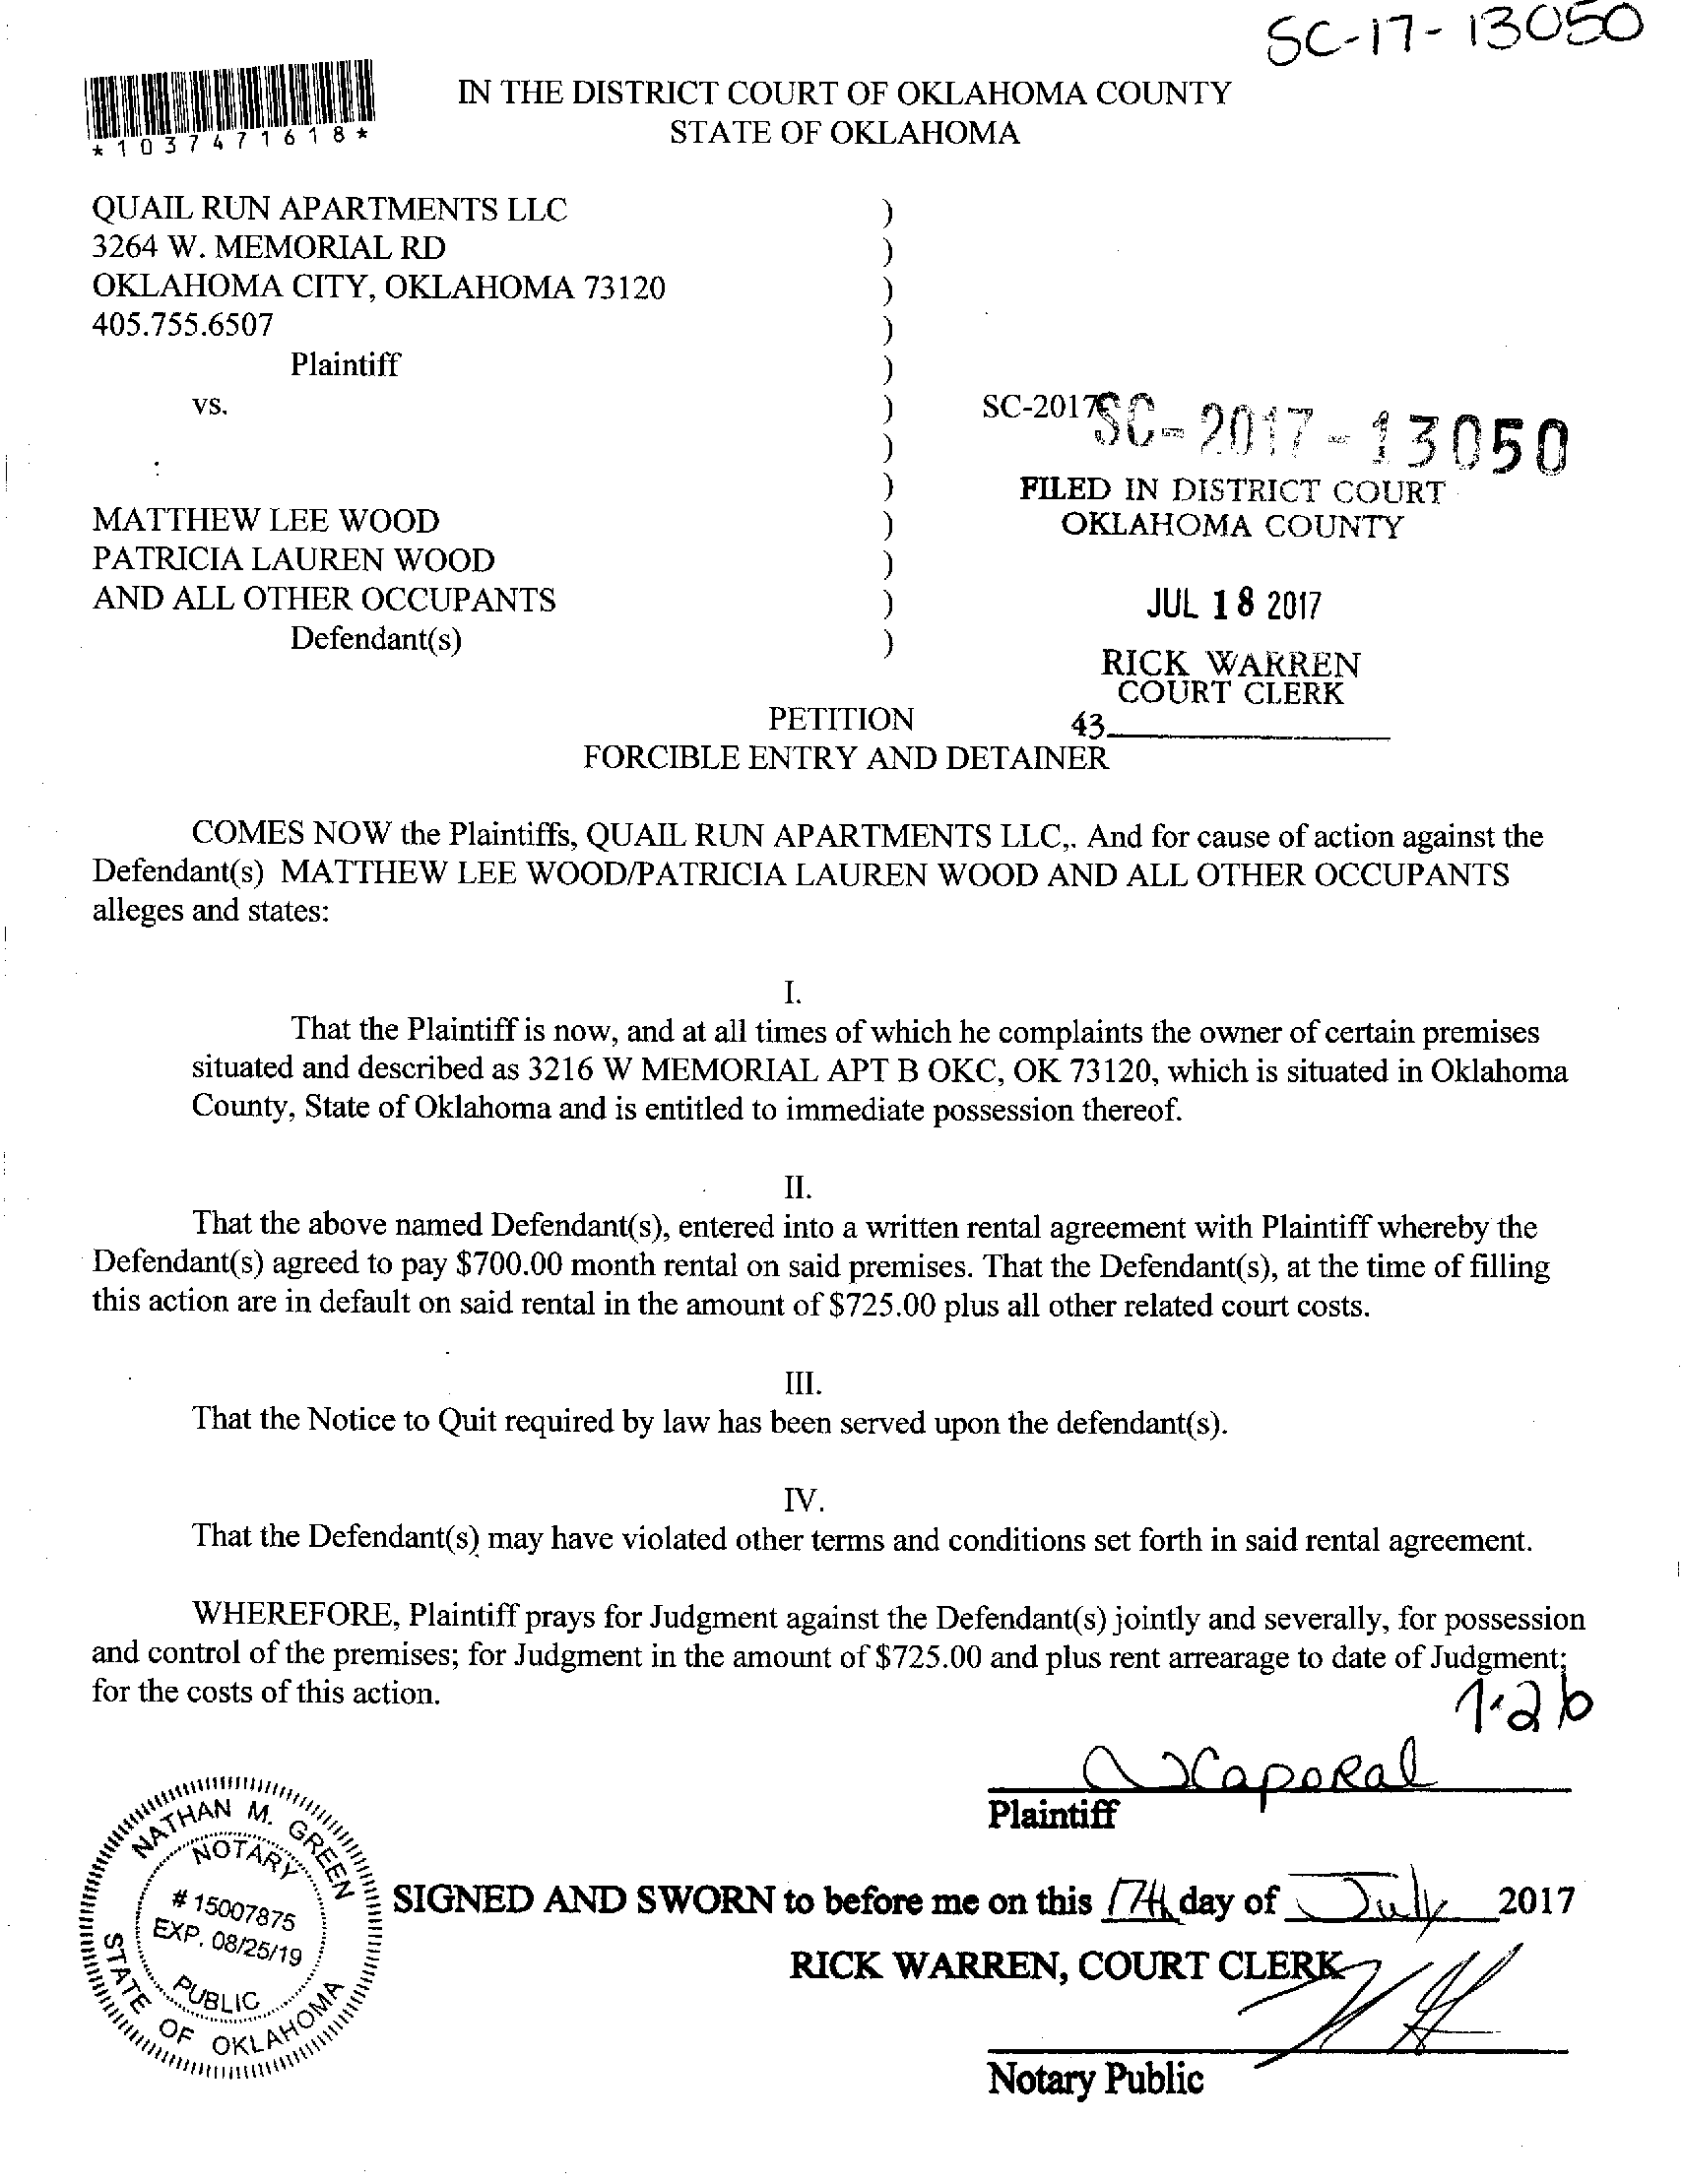 SC-17-13050
*1037471618*
IN THE DISTRICT COURT OF OKLAHOMA COUNTY
STATE OF OKLAHOMA
QUAIL RUN APARTMENTS LLC )
3264 W. MEMORIAL RD )
OKLAHOMA CITY, OKLAHOMA 73120 )
405.755.6507 )
Plaintiff )
vs. ) SC-2017 SC-2017-13050
)
: ) FILED IN DISTRICT COURT
MATTHEW LEE WOOD ) OKLAHOMA COUNTY
PATRICIA LAUREN WOOD )
AND ALL OTHER OCCUPANTS ) JUL 18 2017
Defendant(s) )
RICK WARREN
COURT CLERK
PETITION 43
FORCIBLE ENTRY AND DETAINER
COMES NOW the Plaintiffs, QUAIL RUN APARTMENTS LLC,. And for cause of action against the
Defendant(s) MATTHEW LEE WOOD/PATRICIA LAUREN WOOD AND ALL OTHER OCCUPANTS
alleges and states:
I.
That the Plaintiff is now, and at all times of which he complaints the owner of certain premises
situated and described as 3216 W MEMORIAL APT B OKC, OK 73120, which is situated in Oklahoma
County, State of Oklahoma and is entitled to immediate possession thereof.
II.
That the above named Defendant(s), entered into a written rental agreement with Plaintiff whereby the
Defendant(s) agreed to pay $700.00 month rental on said premises. That the Defendant(s), at the time of filling
this action are in default on said rental in the amount of $725.00 plus all other related court costs.
III.
That the Notice to Quit required by law has been served upon the defendant(s).
IV.
That the Defendant(s) may have violated other terms and conditions set forth in said rental agreement.
WHEREFORE, Plaintiff prays for Judgment against the Defendant(s) jointly and severally, for possession
and control of the premises; for Judgment in the amount of $725.00 and plus rent arrearage to date of Judgment;
for the costs of this action.
Caporal
Plaintiff
NATHAN M. GREEN
NOTARY
# 15007875
EXP. 08/25/19
PUBLIC
STATE OF OKLAHOMA
SIGNED AND SWORN to before me on this 17th day of July 2017
RICK WARREN, COURT CLERK
Notary Public